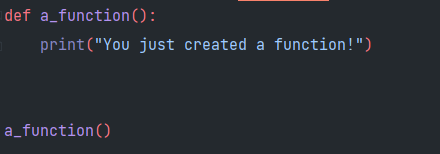 def a_function():
    print("You just created a function!")
a_function()